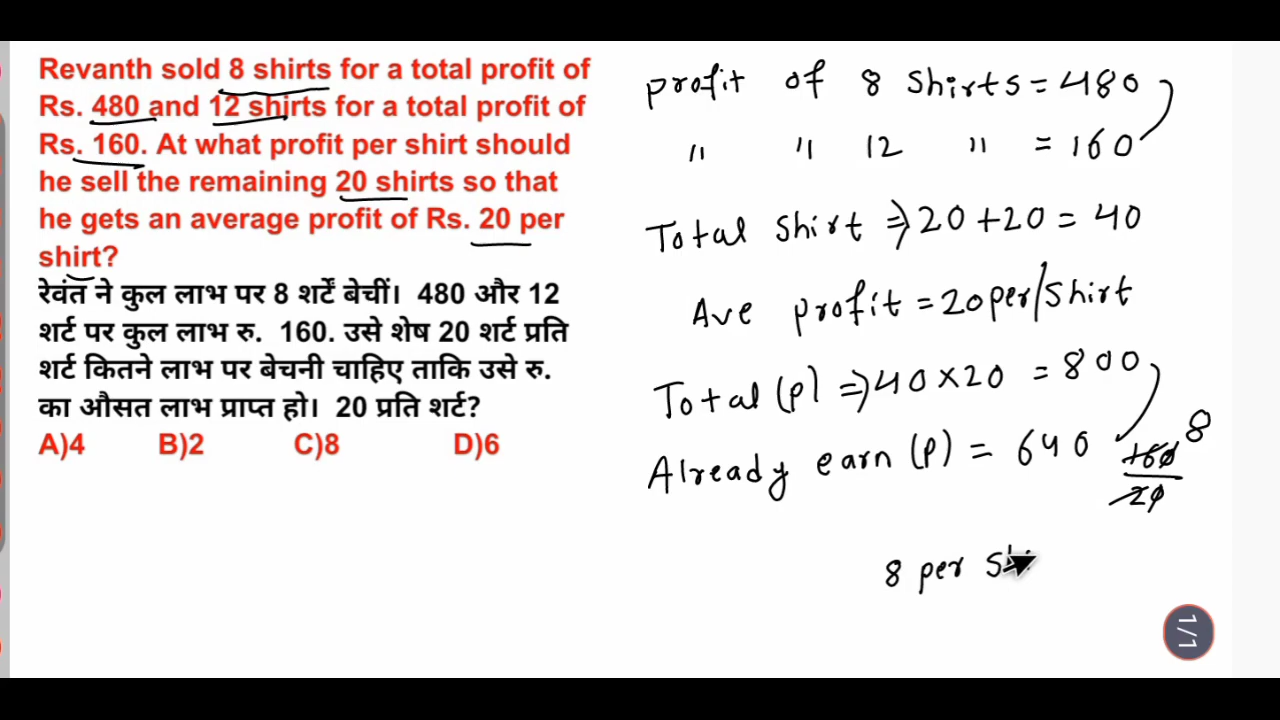 Revanth sold 8 shirts for a total profit of
Rs. 480 and 12 shirts for a total profit of
Rs. 160. At what profit per shirt should
he sell the remaining 20 shirts so that
he gets an average profit of Rs. 20 per
shirt?
रेवंत ने कुल लाभ पर 8 शर्टें बेचीं। 480 और 12
शर्ट पर कुल लाभ रु. 160. उसे शेष 20 शर्ट प्रति
शर्ट कितने लाभ पर बेचनी चाहिए ताकि उसे रु.
का औसत लाभ प्राप्त हो। 20 प्रति शर्ट?
A)4 B)2 C)8 D)6
profit of 8 Shirts = 480
" " 12 " = 160
Total Shirt ⇒ 20 + 20 = 40
Ave profit = 20 per/Shirt
Total (P) ⇒ 40 × 20 = 800
Already earn (P) = 640
160 8
20
8 per Shi
1/1